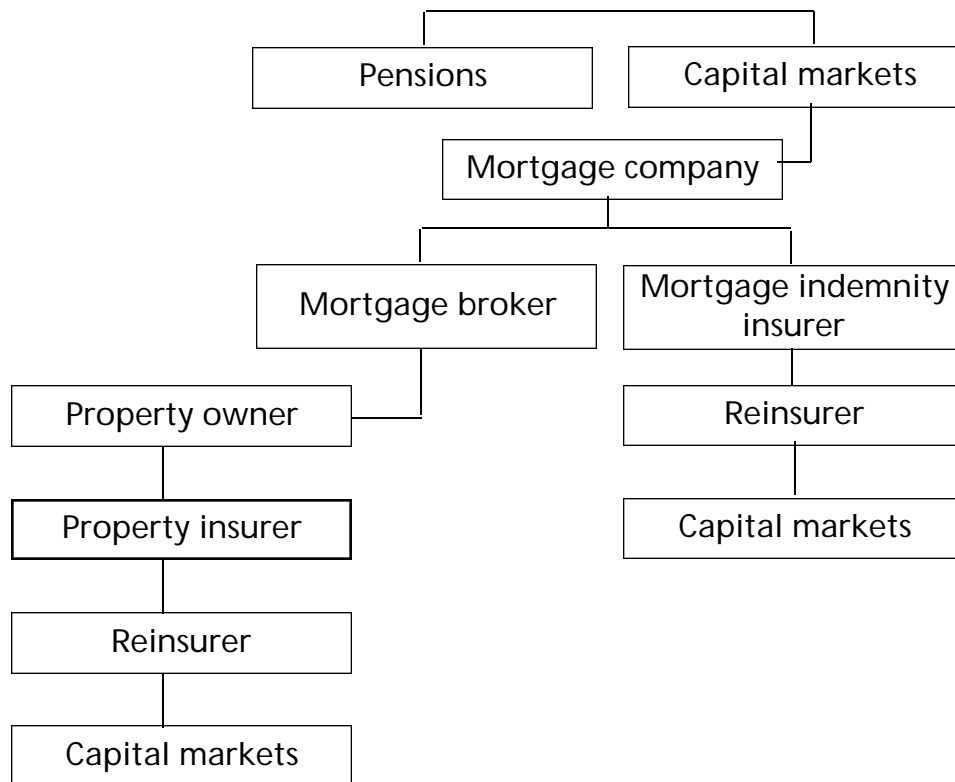 Pensions
Capital markets
Mortgage company
Mortgage broker
Mortgage indemnity
insurer
Property owner
Reinsurer
Property insurer
Capital markets
Reinsurer
Capital markets